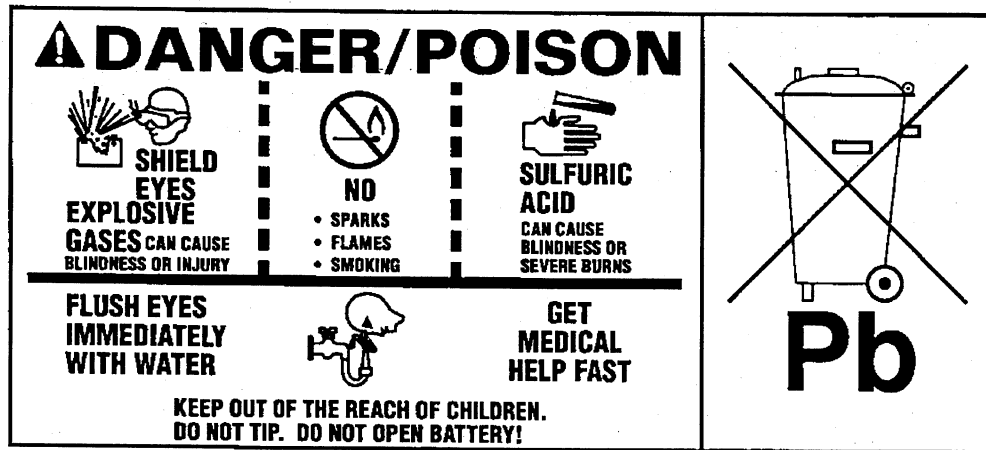 DANGER/POISON
SHIELD
EYES
EXPLOSIVE
GASES CAN CAUSE
BLINDNESS OR INJURY
NO
• SPARKS
• FLAMES
• SMOKING
SULFURIC
ACID
CAN CAUSE
BLINDNESS OR
SEVERE BURNS
FLUSH EYES
IMMEDIATELY
WITH WATER
GET
MEDICAL
HELP FAST
KEEP OUT OF THE REACH OF CHILDREN.
DO NOT TIP. DO NOT OPEN BATTERY!
Pb